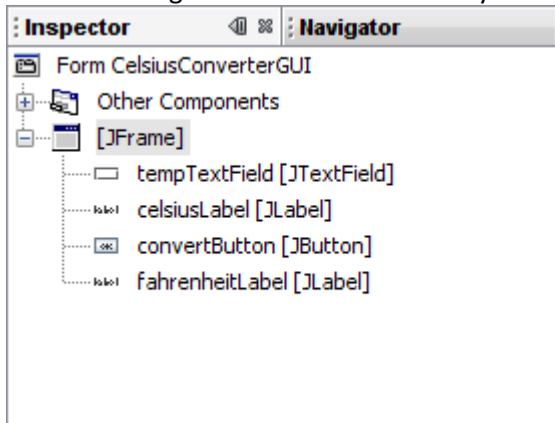 Inspector Navigator
Form CelsiusConverterGUI
Other Components
[JFrame]
tempTextField [JTextField]
celsiusLabel [JLabel]
convertButton [JButton]
fahrenheitLabel [JLabel]